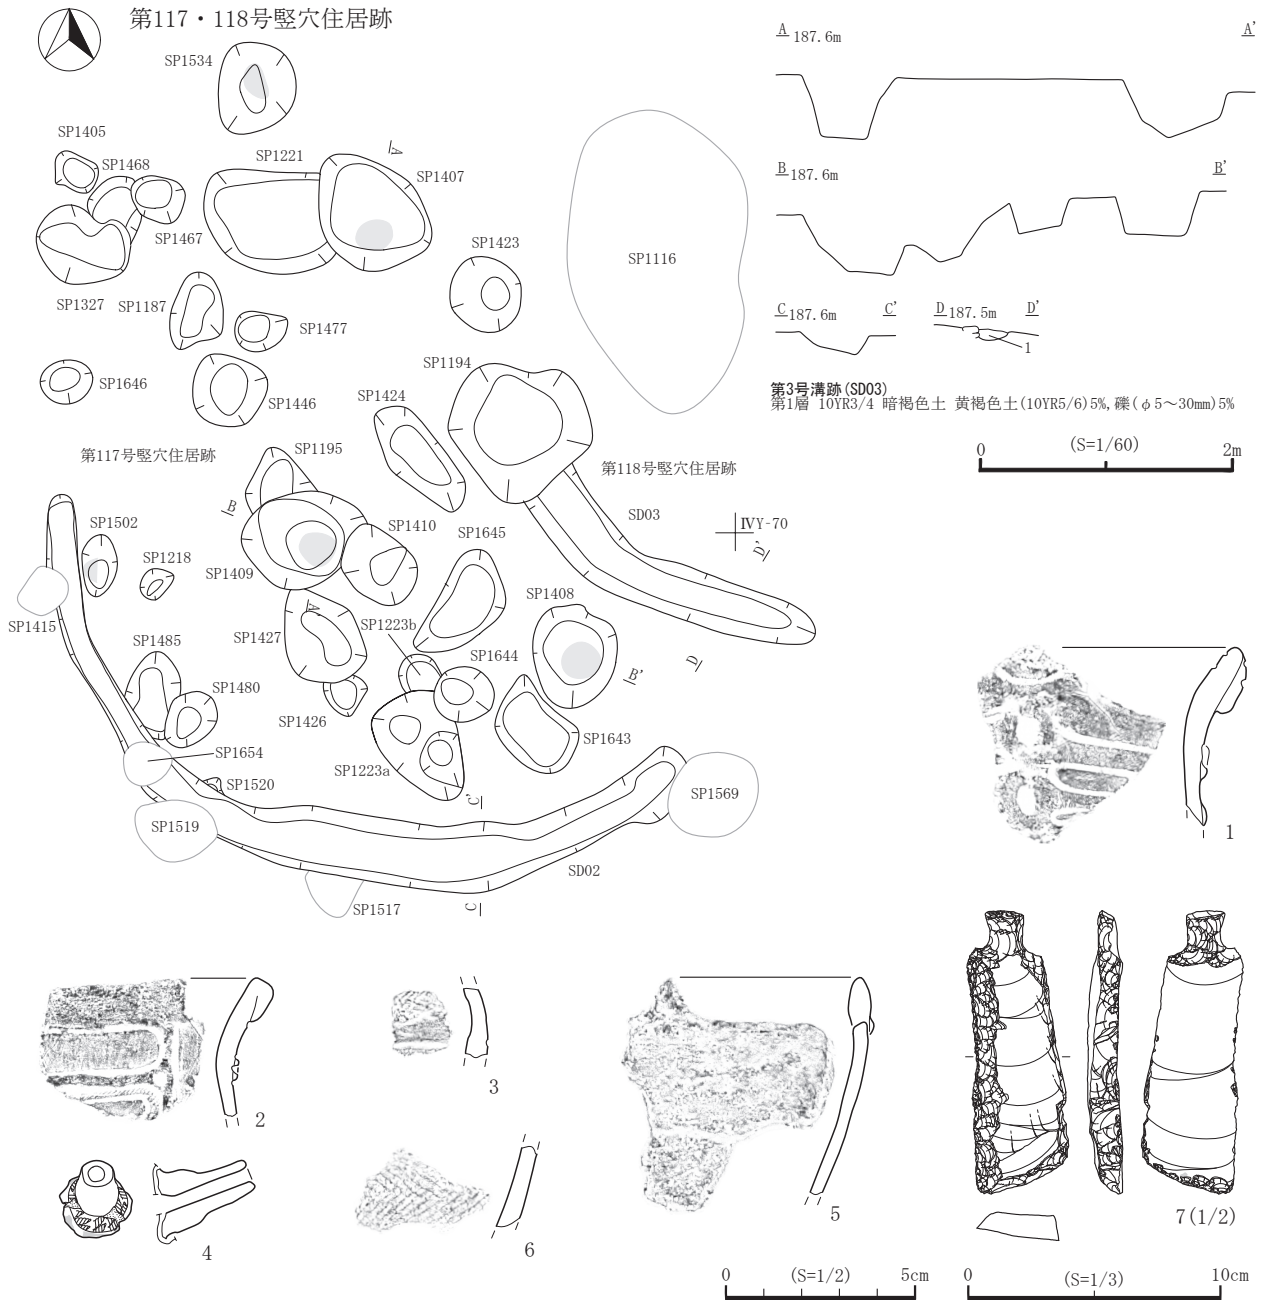 第117・118号竪穴住居跡
SP1534
SP1405
SP1468
SP1221
A
SP1407
SP1467
SP1423
SP1116
SP1327
SP1187
SP1477
SP1194
SP1646
SP1446
SP1424
第117号竪穴住居跡
SP1195
第118号竪穴住居跡
B
SD03
SP1502
SP1410
SP1645
ⅣY-70
D'
SP1218
SP1409
SP1408
A'
SP1415
SP1427
SP1223b
SP1485
SP1644
D
B'
SP1480
SP1426
SP1643
SP1654
SP1223a
SP1520
C'
SP1569
SP1519
SD02
SP1517
C
A 187.6m A'
B 187.6m B'
C 187.6m C'
D 187.5m D'
1
第3号溝跡(SD03)
第1層 10YR3/4 暗褐色土 黄褐色土(10YR5/6)5%,礫(φ5～30mm)5%
0 (S=1/60) 2m
1
2
3
4
5
6
7(1/2)
0 (S=1/2) 5cm
0 (S=1/3) 10cm